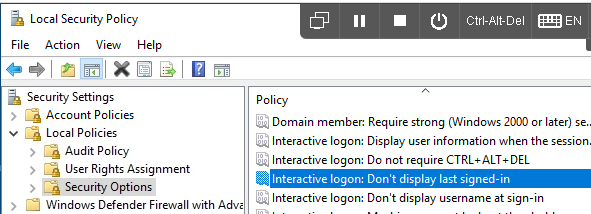 Local Security Policy
Ctrl-Alt-Del
EN
File Action View Help
Security Settings
Account Policies
Local Policies
Audit Policy
User Rights Assignment
Security Options
Windows Defender Firewall with Adva
Policy
Domain member: Require strong (Windows 2000 or later) se...
Interactive logon: Display user information when the session.
Interactive logon: Do not require CTRL+ALT+DEL
Interactive logon: Don't display last signed-in
Interactive logon: Don't display username at sign-in